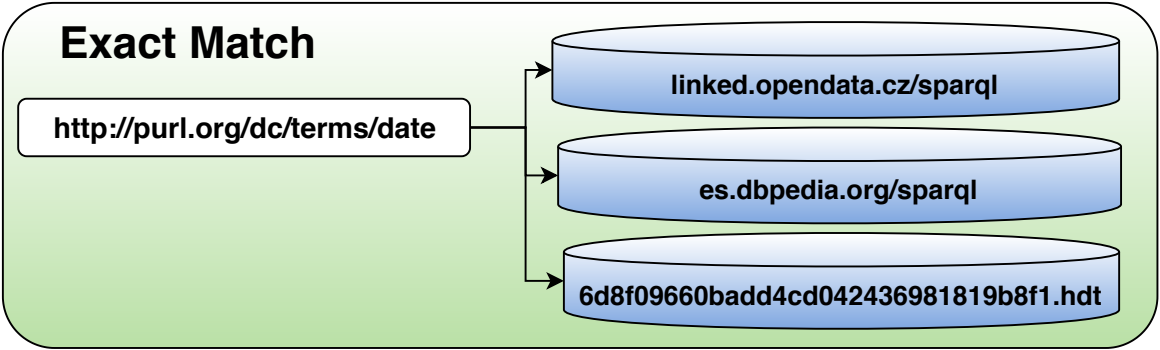 Exact Match
http://purl.org/dc/terms/date
linked.opendata.cz/sparql
es.dbpedia.org/sparql
6d8f09660badd4cd042436981819b8f1.hdt